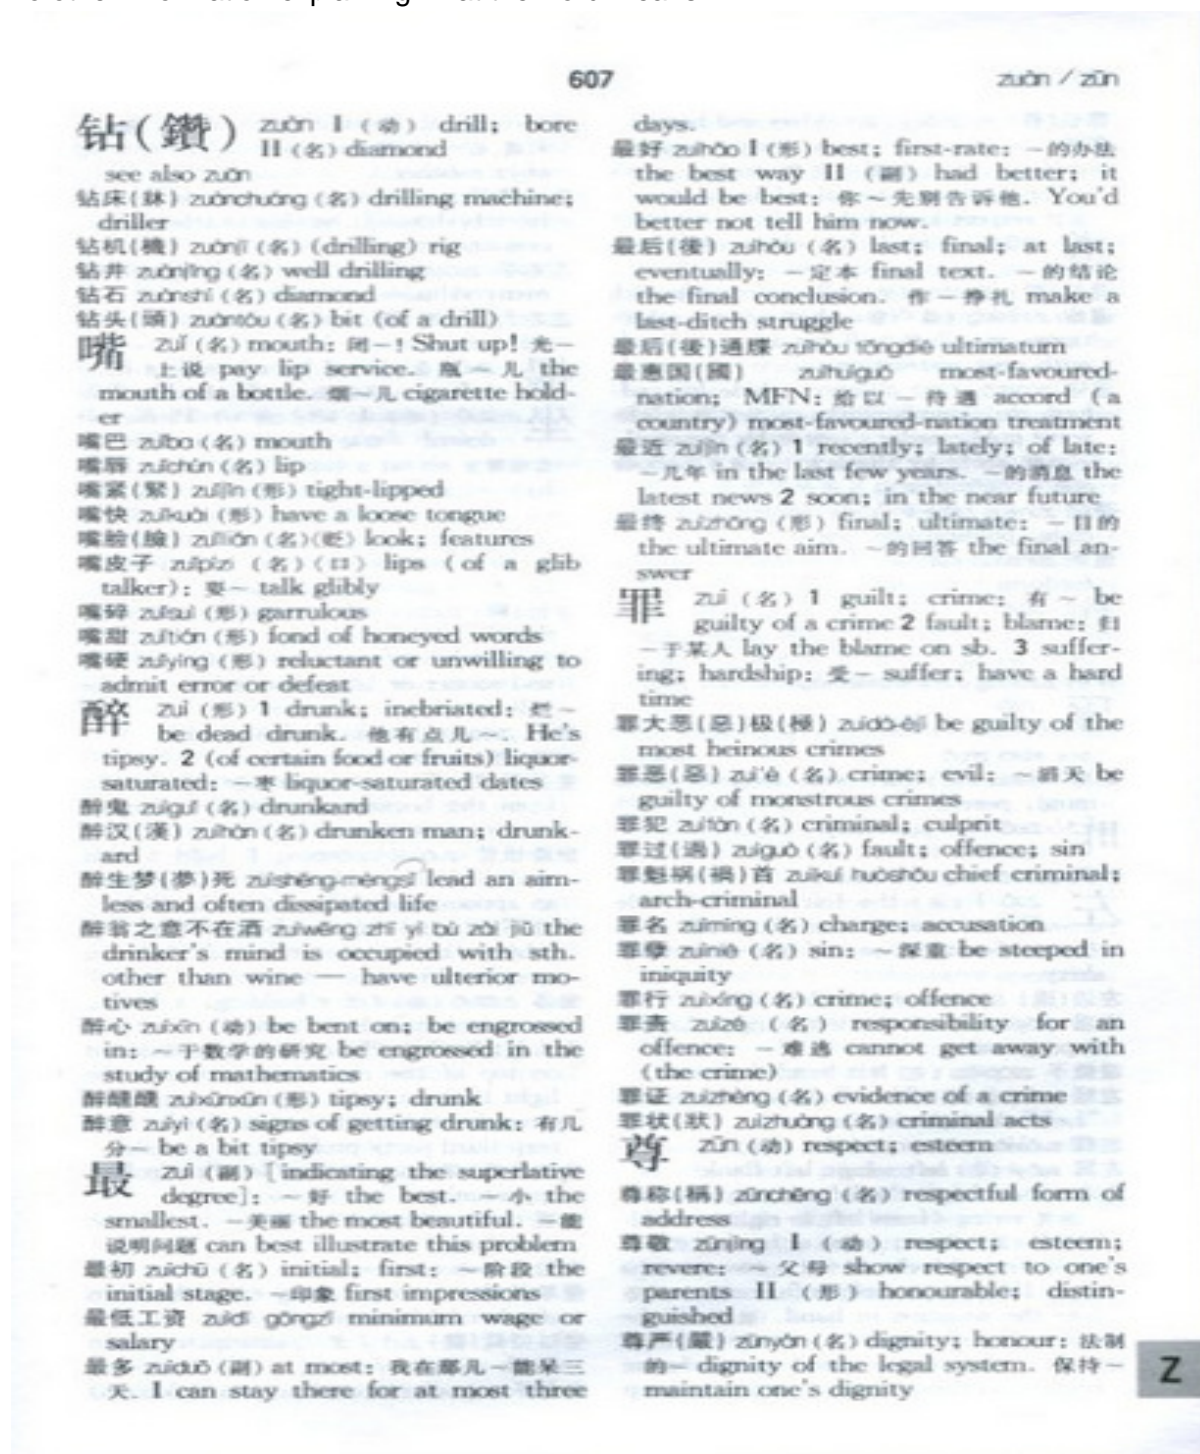 607
zuàn / zūn
钻(鑽) zuàn I (动) drill; bore
II (名) diamond
see also zuān
钻床{牀} zuànchuáng (名) drilling machine;
driller
钻机{機} zuànjī (名) (drilling) rig
钻井 zuànjǐng (名) well drilling
钻石 zuànshí (名) diamond
钻头{頭} zuàntóu (名) bit (of a drill)
嘴 zuǐ (名) mouth: 闭~! Shut up! 光~
上说 pay lip service. 瓶~儿 the
mouth of a bottle. 烟~儿 cigarette hold-
er
嘴巴 zuǐba (名) mouth
嘴唇 zuǐchún (名) lip
嘴紧{緊} zuǐjǐn (形) tight-lipped
嘴快 zuǐkuài (形) have a loose tongue
嘴脸{臉} zuǐliǎn (名)(贬) look; features
嘴皮子 zuǐpízi (名)(口) lips (of a glib
talker): 耍~ talk glibly
嘴碎 zuǐsuì (形) garrulous
嘴甜 zuǐtián (形) fond of honeyed words
嘴硬 zuǐyìng (形) reluctant or unwilling to
admit error or defeat
醉 zuì (形) 1 drunk; inebriated: 烂~
be dead drunk. 他有点儿~. He's
tipsy. 2 (of certain food or fruits) liquor-
saturated: ~枣 liquor-saturated dates
醉鬼 zuìguǐ (名) drunkard
醉汉{漢} zuìhàn (名) drunken man; drunk-
ard
醉生梦{夢}死 zuìshēng-mèngsǐ lead an aim-
less and often dissipated life
醉翁之意不在酒 zuìwēng zhī yì bù zài jiǔ the
drinker's mind is occupied with sth.
other than wine — have ulterior mo-
tives
醉心 zuìxīn (动) be bent on; be engrossed
in: ~于数学的研究 be engrossed in the
study of mathematics
醉醺醺 zuìxūnxūn (形) tipsy; drunk
醉意 zuìyì (名) signs of getting drunk: 有几
分~ be a bit tipsy
最 zuì (副) [indicating the superlative
degree]: ~好 the best. ~小 the
smallest. ~美丽 the most beautiful. ~能
说明问题 can best illustrate this problem
最初 zuìchū (名) initial; first: ~阶段 the
initial stage. ~印象 first impressions
最低工资 zuìdī gōngzī minimum wage or
salary
最多 zuìduō (副) at most: 我在那儿~能呆三
天. I can stay there for at most three
days.
最好 zuìhǎo I (形) best; first-rate: ~的办法
the best way II (副) had better; it
would be best: 你~先别告诉他. You'd
better not tell him now.
最后{後} zuìhòu (名) last; final; at last;
eventually: ~定本 final text. ~的结论
the final conclusion. 作~挣扎 make a
last-ditch struggle
最后{後}通牒 zuìhòu tōngdié ultimatum
最惠国{國} zuìhuìguó most-favoured-
nation; MFN: 给以~待遇 accord (a
country) most-favoured-nation treatment
最近 zuìjìn (名) 1 recently; lately; of late:
~几年 in the last few years. ~的消息 the
latest news 2 soon; in the near future
最终 zuìzhōng (形) final; ultimate: ~目的
the ultimate aim. ~的回答 the final an-
swer
罪 zuì (名) 1 guilt; crime: 有~ be
guilty of a crime 2 fault; blame: 归
~于某人 lay the blame on sb. 3 suffer-
ing; hardship: 受~ suffer; have a hard
time
罪大恶{惡}极{極} zuìdà-èjí be guilty of the
most heinous crimes
罪恶{惡} zuì'è (名) crime; evil: ~滔天 be
guilty of monstrous crimes
罪犯 zuìfàn (名) criminal; culprit
罪过{過} zuìguò (名) fault; offence; sin
罪魁祸{禍}首 zuìkuí huòshǒu chief criminal;
arch-criminal
罪名 zuìmíng (名) charge; accusation
罪孽 zuìniè (名) sin: ~深重 be steeped in
iniquity
罪行 zuìxíng (名) crime; offence
罪责 zuìzé (名) responsibility for an
offence: ~难逃 cannot get away with
(the crime)
罪证 zuìzhèng (名) evidence of a crime
罪状{狀} zuìzhuàng (名) criminal acts
尊 zūn (动) respect; esteem
尊称{稱} zūnchēng (名) respectful form of
address
尊敬 zūnjìng I (动) respect; esteem;
revere: ~父母 show respect to one's
parents II (形) honourable; distin-
guished
尊严{嚴} zūnyán (名) dignity; honour: 法制
的~ dignity of the legal system. 保持~
maintain one's dignity
Z